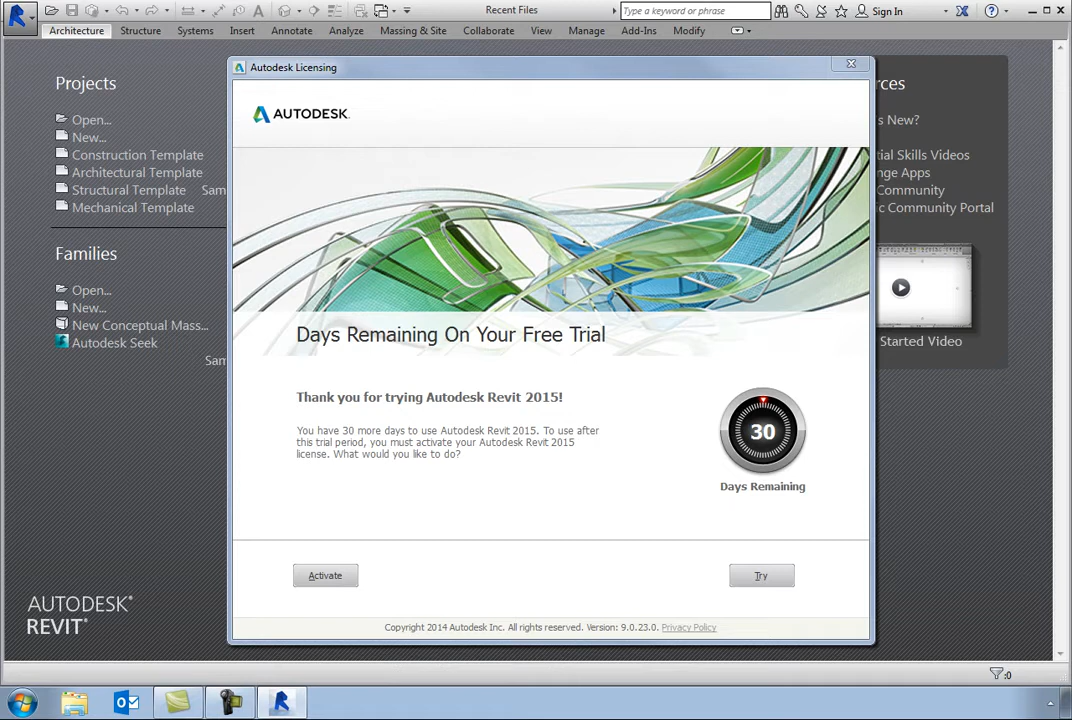 Recent Files
Type a keyword or phrase
Sign In
Architecture
Structure
Systems
Insert
Annotate
Analyze
Massing & Site
Collaborate
View
Manage
Add-Ins
Modify
Projects
Open...
New...
Construction Template
Architectural Template
Structural Template
Sam
Mechanical Template
Families
Open...
New...
New Conceptual Mass...
Autodesk Seek
Sam
AUTODESK®
REVIT®
Autodesk Licensing
AUTODESK.
Days Remaining On Your Free Trial
Thank you for trying Autodesk Revit 2015!
You have 30 more days to use Autodesk Revit 2015. To use after
this trial period, you must activate your Autodesk Revit 2015
license. What would you like to do?
30
Days Remaining
Activate
Try
Copyright 2014 Autodesk Inc. All rights reserved. Version: 9.0.23.0. Privacy Policy
rces
s New?
tial Skills Videos
nge Apps
Community
ic Community Portal
Started Video
:0